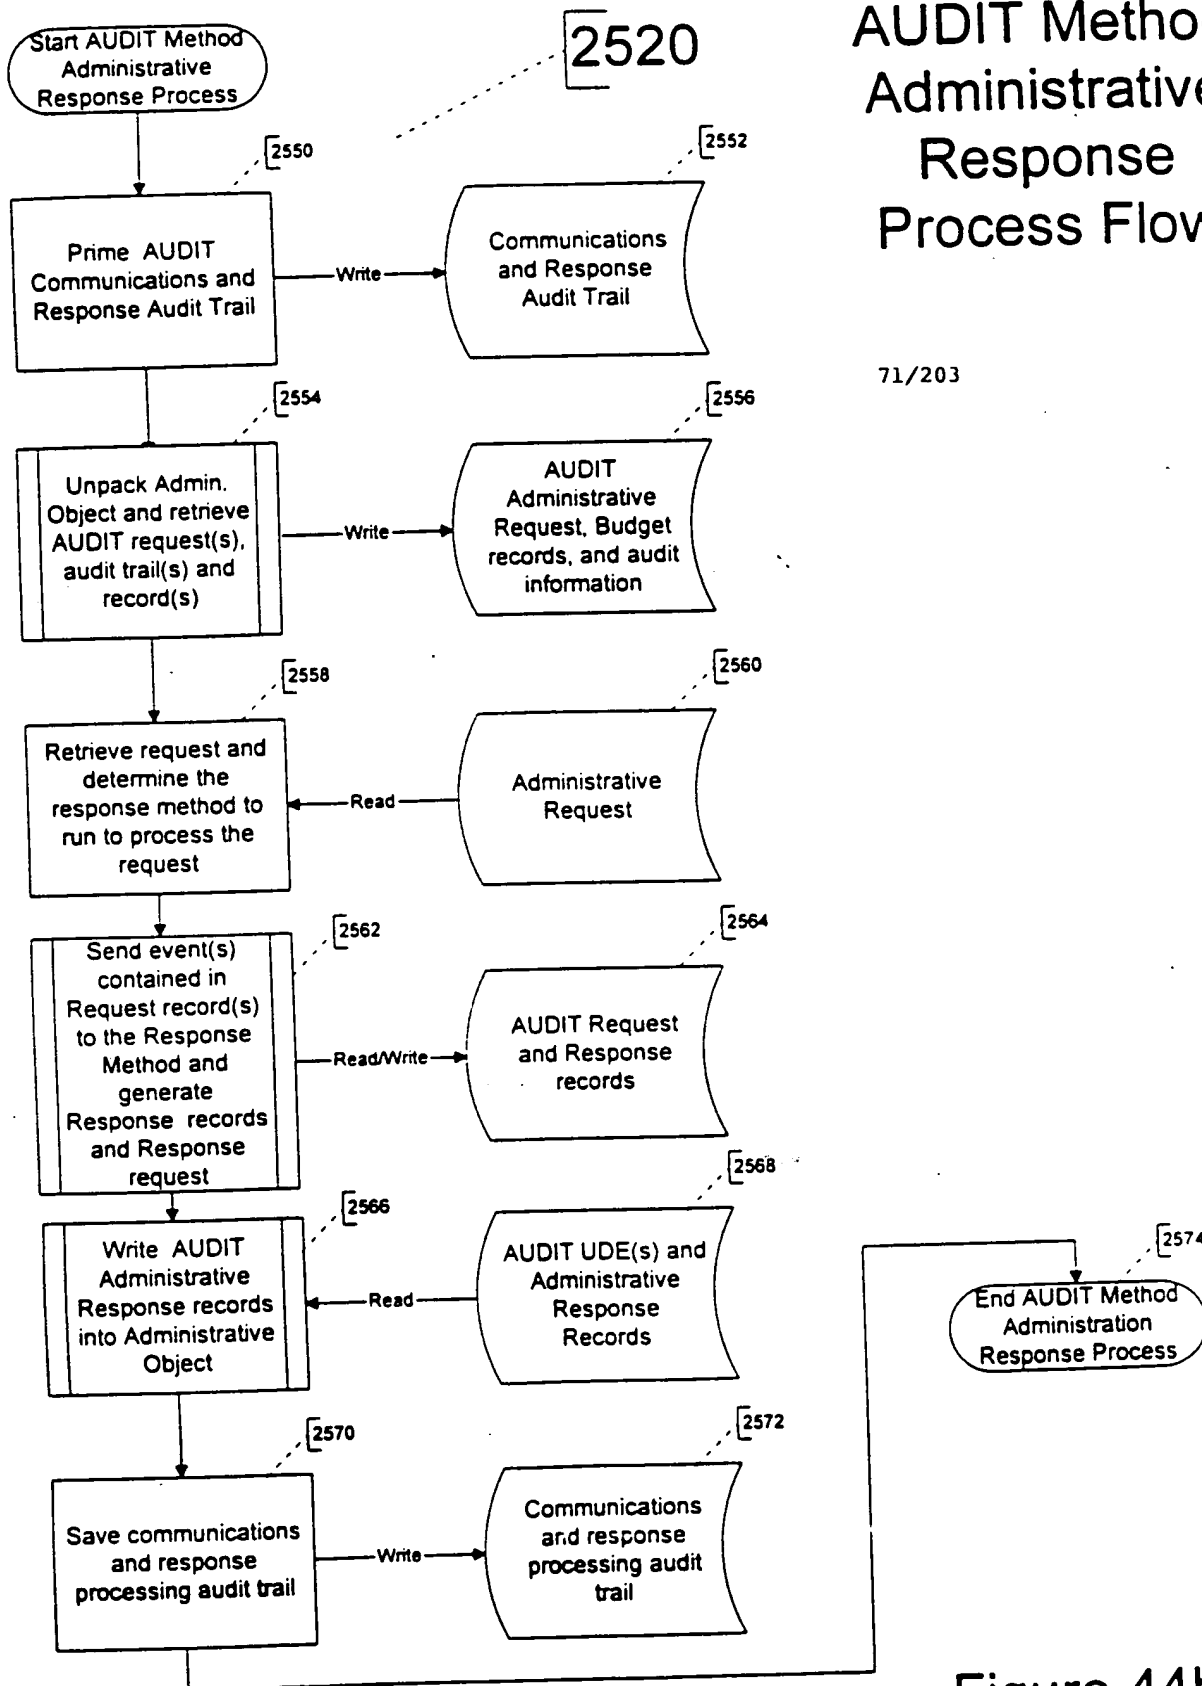 Start AUDIT Method
Administrative
Response Process
2520
AUDIT Metho
Administrative
Response
Process Flow
2550
Prime AUDIT
Communications and
Response Audit Trail
Write
2552
Communications
and Response
Audit Trail
71/203
2554
Unpack Admin.
Object and retrieve
AUDIT request(s),
audit trail(s) and
record(s)
Write
2556
AUDIT
Administrative
Request, Budget
records, and audit
information
2558
Retrieve request and
determine the
response method to
run to process the
request
Read
2560
Administrative
Request
2562
Send event(s)
contained in
Request record(s)
to the Response
Method and
generate
Response records
and Response
request
Read/Write
2564
AUDIT Request
and Response
records
2566
Write AUDIT
Administrative
Response records
into Administrative
Object
Read
2568
AUDIT UDE(s) and
Administrative
Response
Records
2574
End AUDIT Method
Administration
Response Process
2570
Save communications
and response
processing audit trail
Write
2572
Communications
and response
processing audit
trail